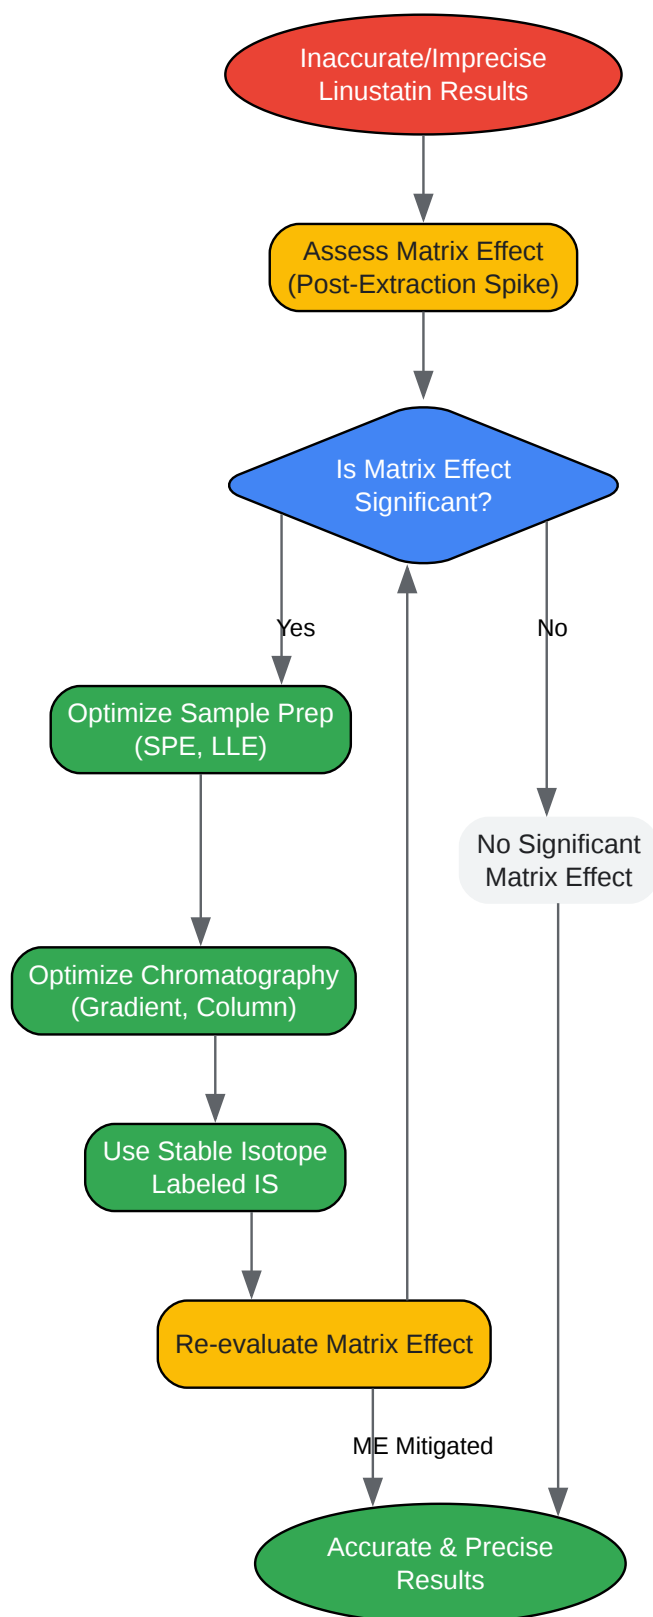 Inaccurate/Imprecise
Linustatin Results
Assess Matrix Effect
(Post-Extraction Spike)
Is Matrix Effect
Significant?
Yes
No
Optimize Sample Prep
(SPE, LLE)
No Significant
Matrix Effect
Optimize Chromatography
(Gradient, Column)
Use Stable Isotope
Labeled IS
Re-evaluate Matrix Effect
ME Mitigated
Accurate & Precise
Results